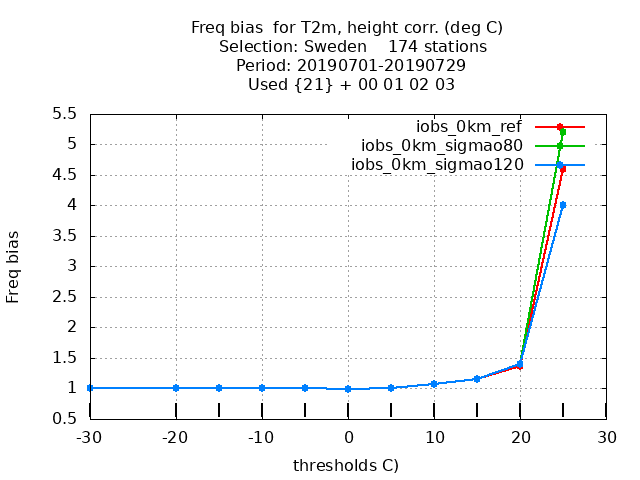 Freq bias  for T2m, height corr. (deg C)
Selection: Sweden    174 stations
Period: 20190701-20190729
Used {21} + 00 01 02 03
iobs_0km_ref
iobs_0km_sigmao80
iobs_0km_sigmao120
5.5
5
4.5
4
3.5
3
2.5
2
1.5
1
0.5
Freq bias
-30 -20 -10 0 10 20 30
thresholds C)